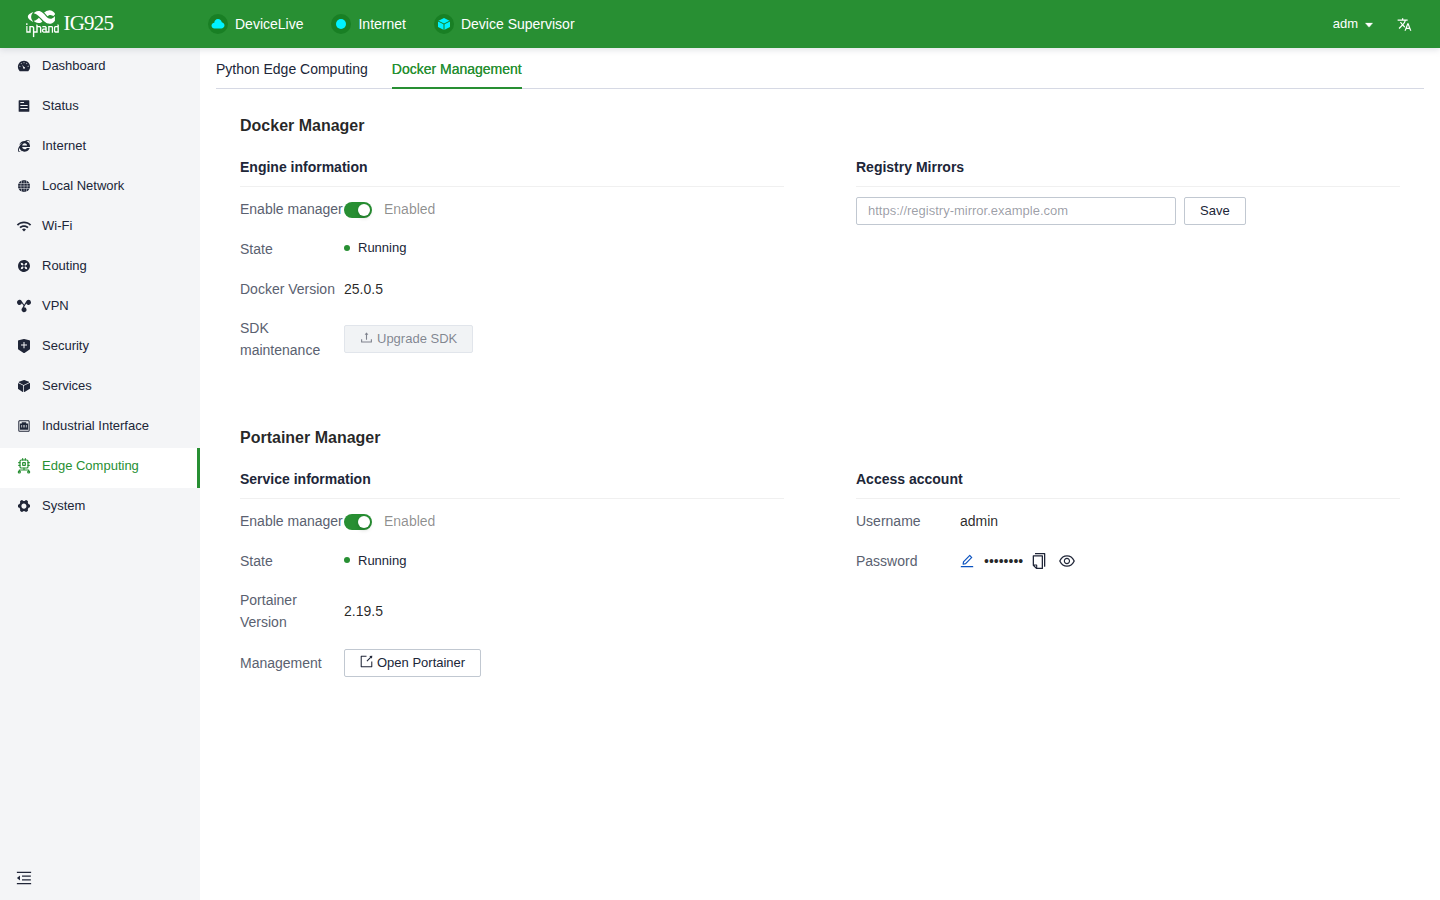 inhand IG925
DeviceLive
Internet
Device Supervisor
adm
Dashboard
Status
Internet
Local Network
Wi-Fi
Routing
VPN
Security
Services
Industrial Interface
Edge Computing
System
Python Edge Computing
Docker Management
Docker Manager
Engine information
Enable manager
Enabled
State
Running
Docker Version
25.0.5
SDK
maintenance
Upgrade SDK
Registry Mirrors
https://registry-mirror.example.com
Save
Portainer Manager
Service information
Enable manager
Enabled
State
Running
Portainer
Version
2.19.5
Management
Open Portainer
Access account
Username
admin
Password
••••••••